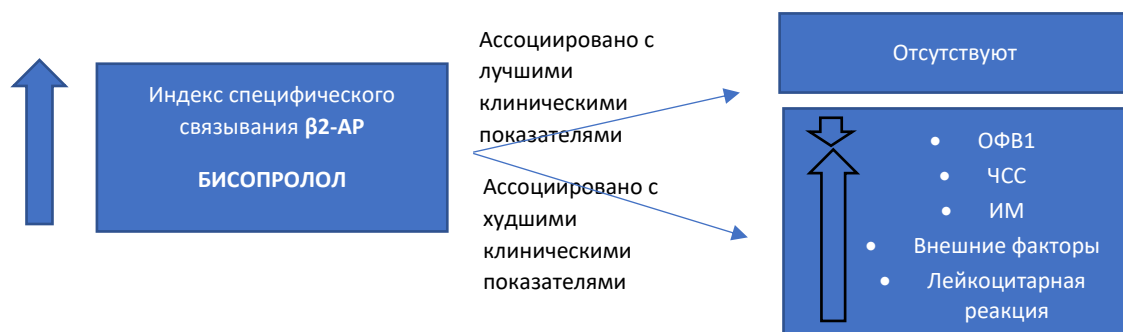 Индекс специфического
связывания β2-АР
БИСОПРОЛОЛ
Ассоциировано с
лучшими
клиническими
показателями
Ассоциировано с
худшими
клиническими
показателями
Отсутствуют
• ОФВ1
• ЧСС
• ИМ
• Внешние факторы
• Лейкоцитарная
реакция